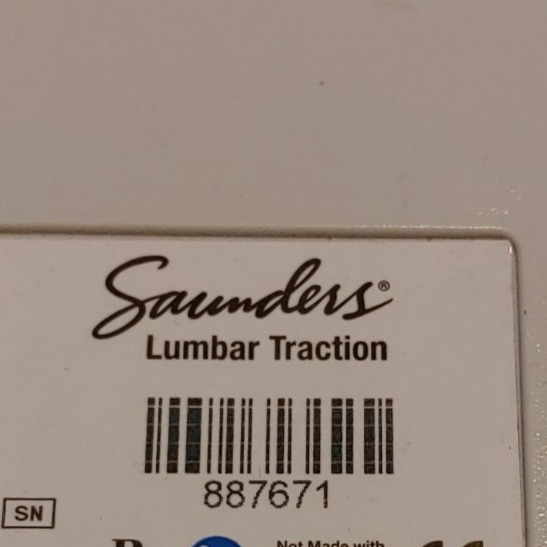 Saunders®
Lumbar Traction
887671
SN
Not Made with